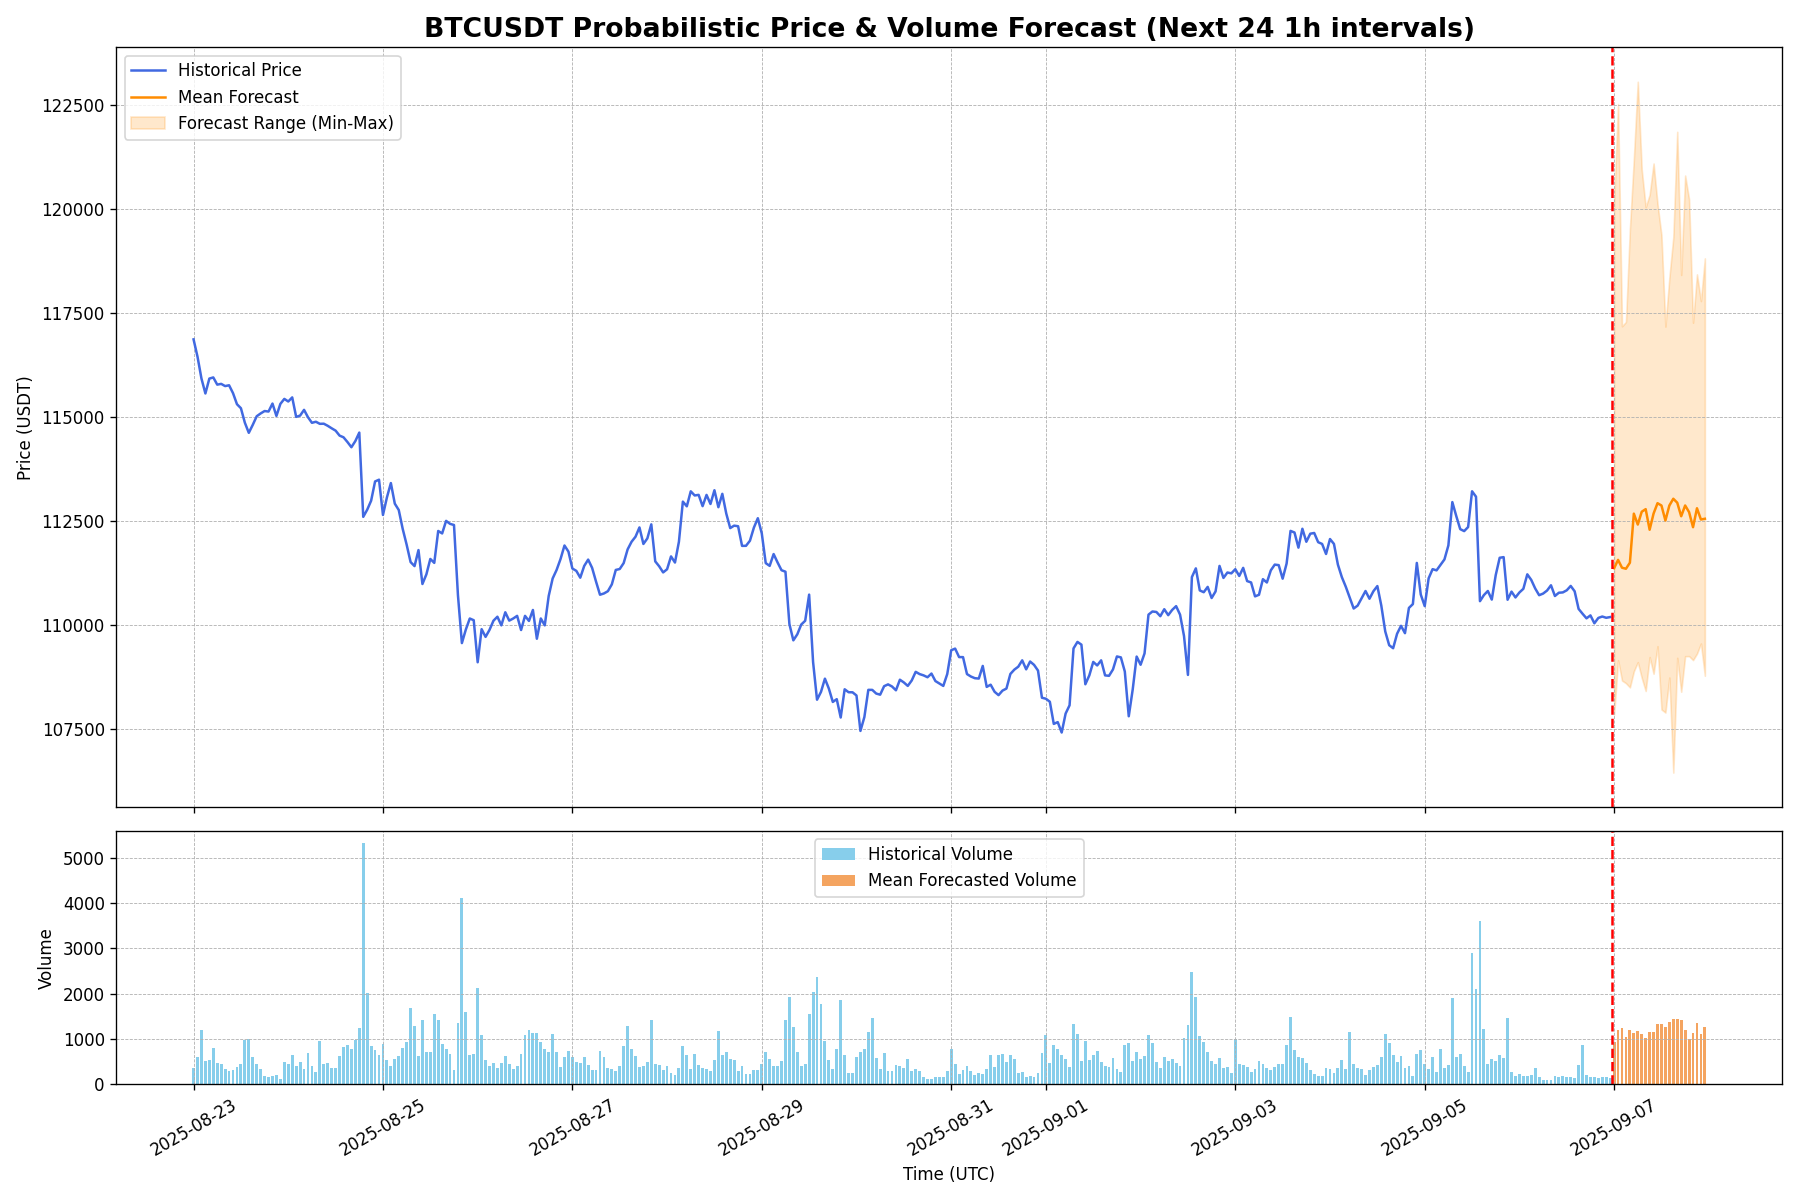 BTCUSDT Probabilistic Price & Volume Forecast (Next 24 1h intervals)
Historical Price
Mean Forecast
Forecast Range (Min-Max)
122500
120000
117500
115000
112500
110000
107500
Price (USDT)
Historical Volume
Mean Forecasted Volume
5000
4000
3000
2000
1000
0
Volume
2025-08-23
2025-08-25
2025-08-27
2025-08-29
2025-08-31
2025-09-01
2025-09-03
2025-09-05
2025-09-07
Time (UTC)